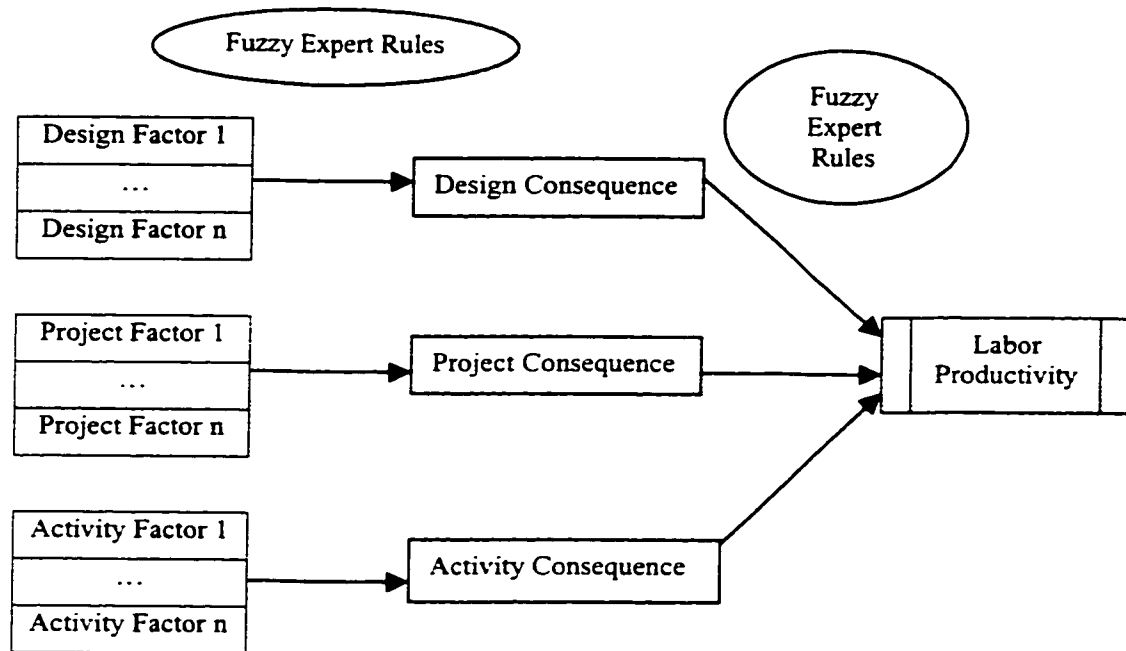 Fuzzy Expert Rules
Fuzzy
Expert
Rules
Design Factor 1
...
Design Factor n
Design Consequence
Project Factor 1
...
Project Factor n
Project Consequence
Labor
Productivity
Activity Factor 1
...
Activity Factor n
Activity Consequence